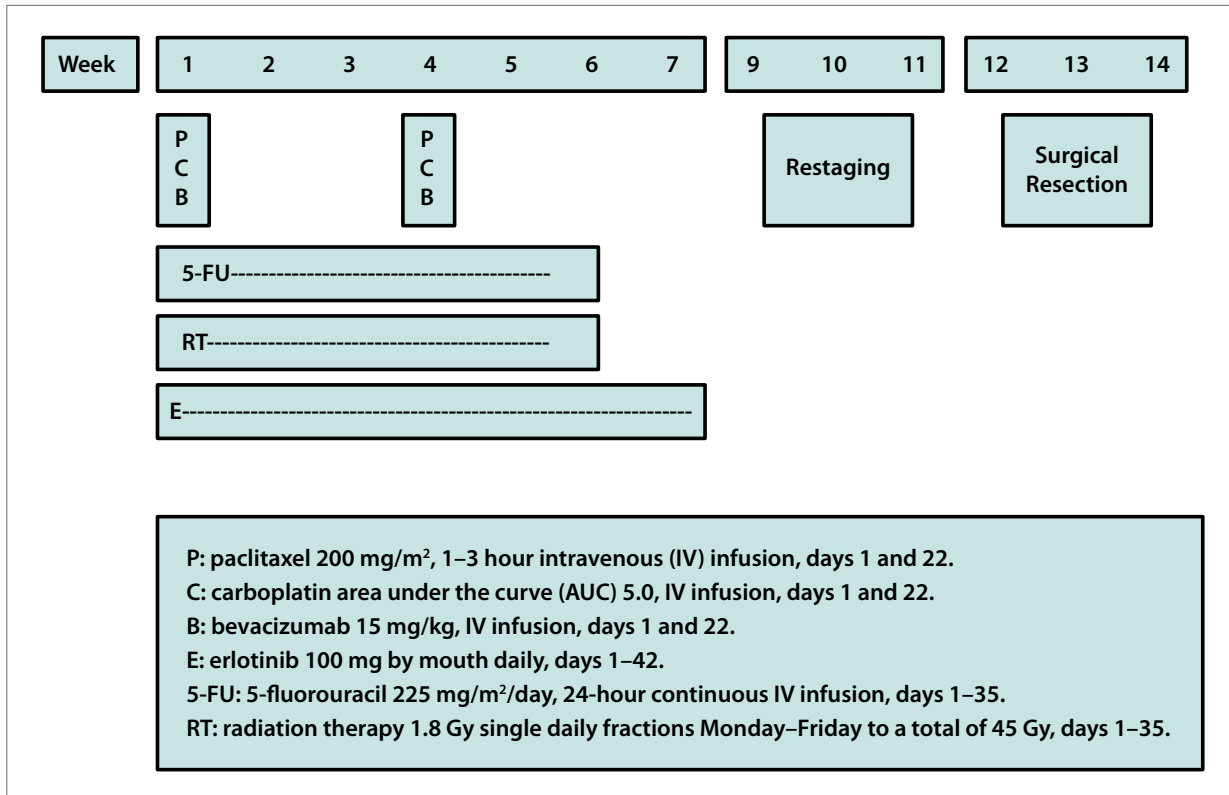 Week 1 2 3 4 5 6 7 9 10 11 12 13 14
P
C
B
P
C
B
Restaging
Surgical
Resection
5-FU--------------------------------------------
RT----------------------------------------------
E--------------------------------------------------------------------
P: paclitaxel 200 mg/m², 1–3 hour intravenous (IV) infusion, days 1 and 22.
C: carboplatin area under the curve (AUC) 5.0, IV infusion, days 1 and 22.
B: bevacizumab 15 mg/kg, IV infusion, days 1 and 22.
E: erlotinib 100 mg by mouth daily, days 1–42.
5-FU: 5-fluorouracil 225 mg/m²/day, 24-hour continuous IV infusion, days 1–35.
RT: radiation therapy 1.8 Gy single daily fractions Monday–Friday to a total of 45 Gy, days 1–35.